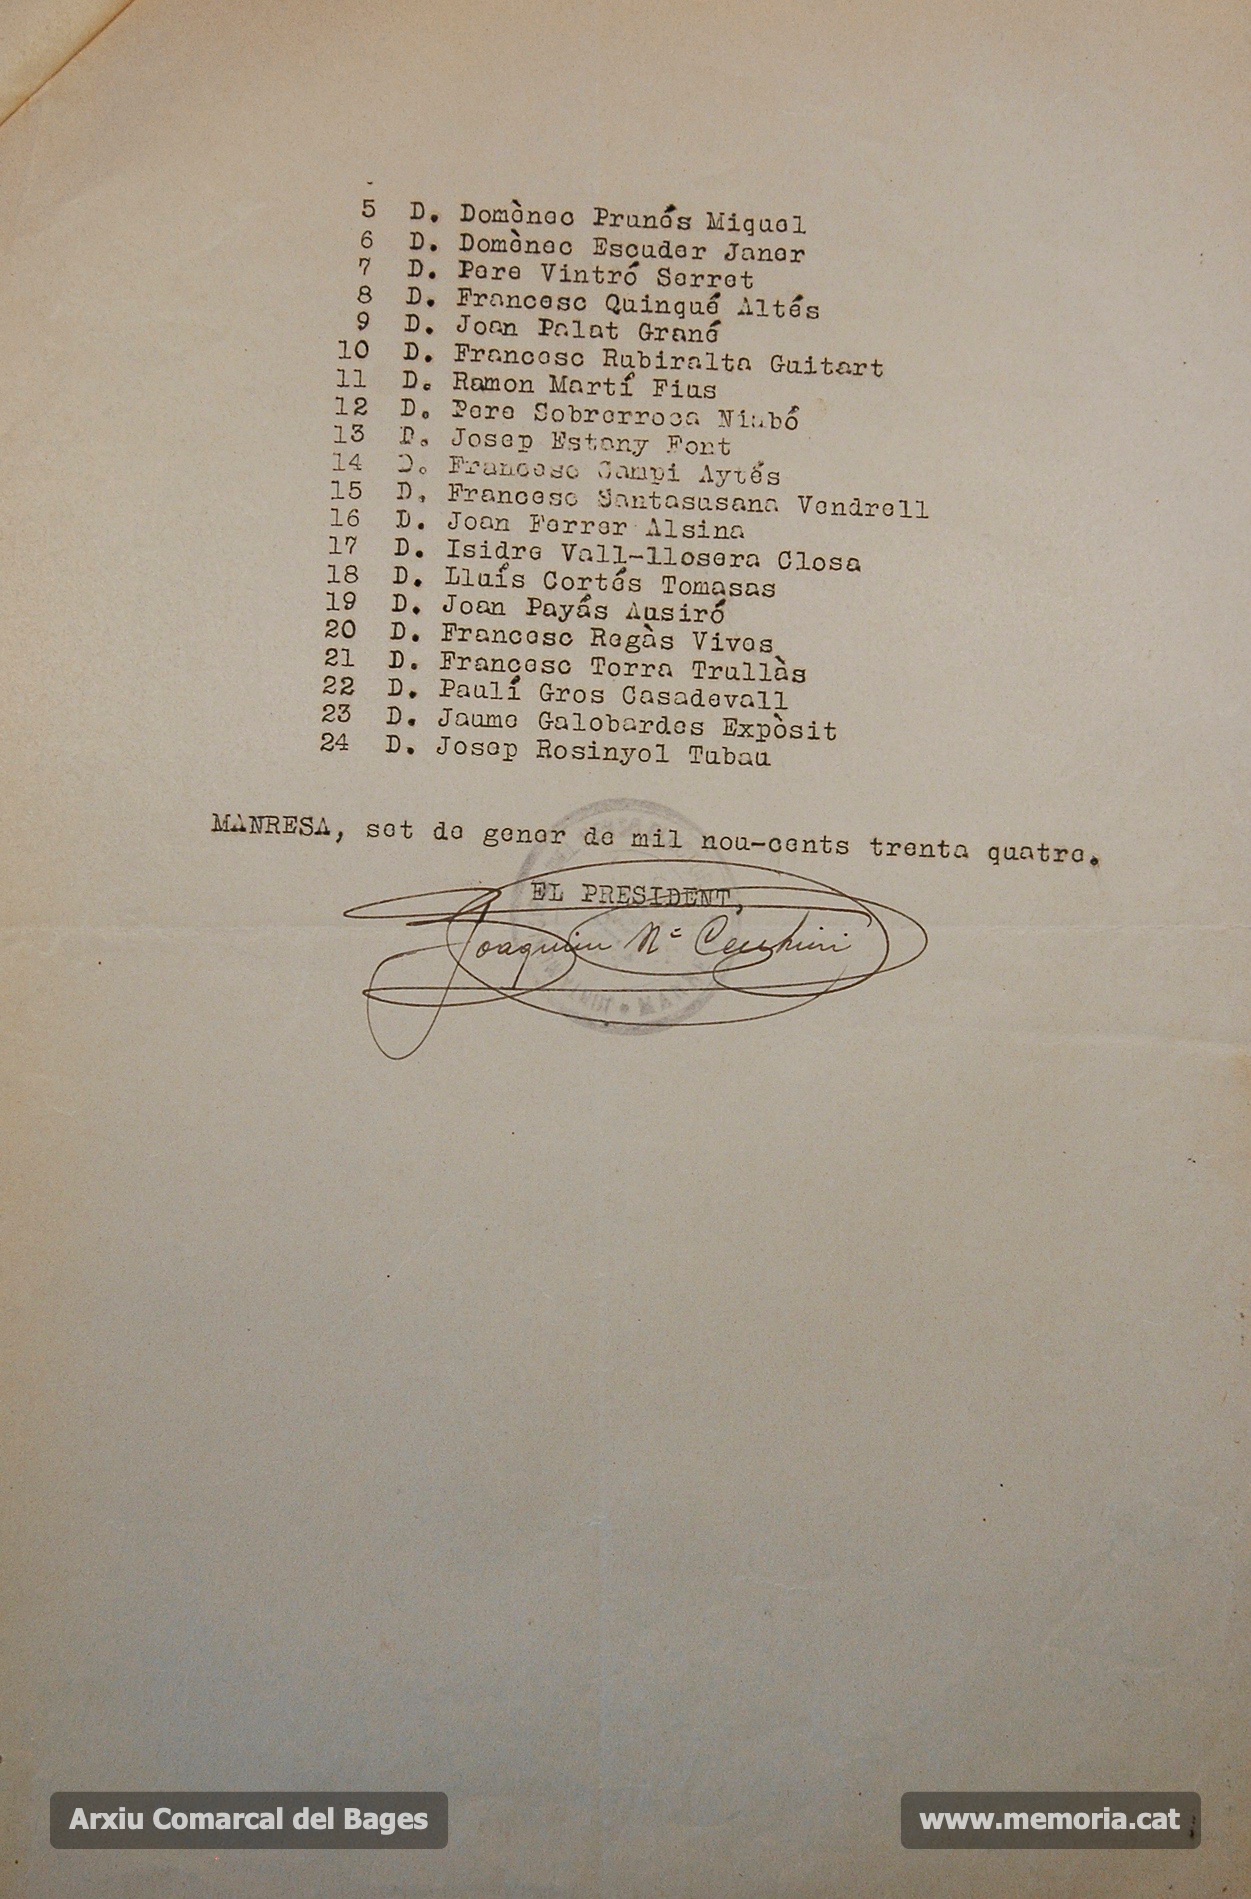 5 D. Domènec Prunés Miquel
6 D. Domènec Escuder Janer
7 D. Pere Vintró Serret
8 D. Francesc Quinqué Altés
9 D. Joan Palat Grané
10 D. Francesc Rubiralta Guitart
11 D. Ramon Martí Fius
12 D. Pere Sobrerroca Niubó
13 D. Josep Estany Font
14 D. Francesc Campi Aytés
15 D. Francesc Santasusana Vendrell
16 D. Joan Ferrer Alsina
17 D. Isidre Vall-llosera Closa
18 D. Lluís Cortés Tomasas
19 D. Joan Payás Ausiró
20 D. Francesc Regàs Vives
21 D. Francesc Torra Trullàs
22 D. Paulí Gros Casadevall
23 D. Jaume Galobardes Expòsit
24 D. Josep Rosinyol Tubau
MANRESA, set de gener de mil nou-cents trenta quatre.
EL PRESIDENT,
Joaquim Mª
Arxiu Comarcal del Bages
www.memoria.cat